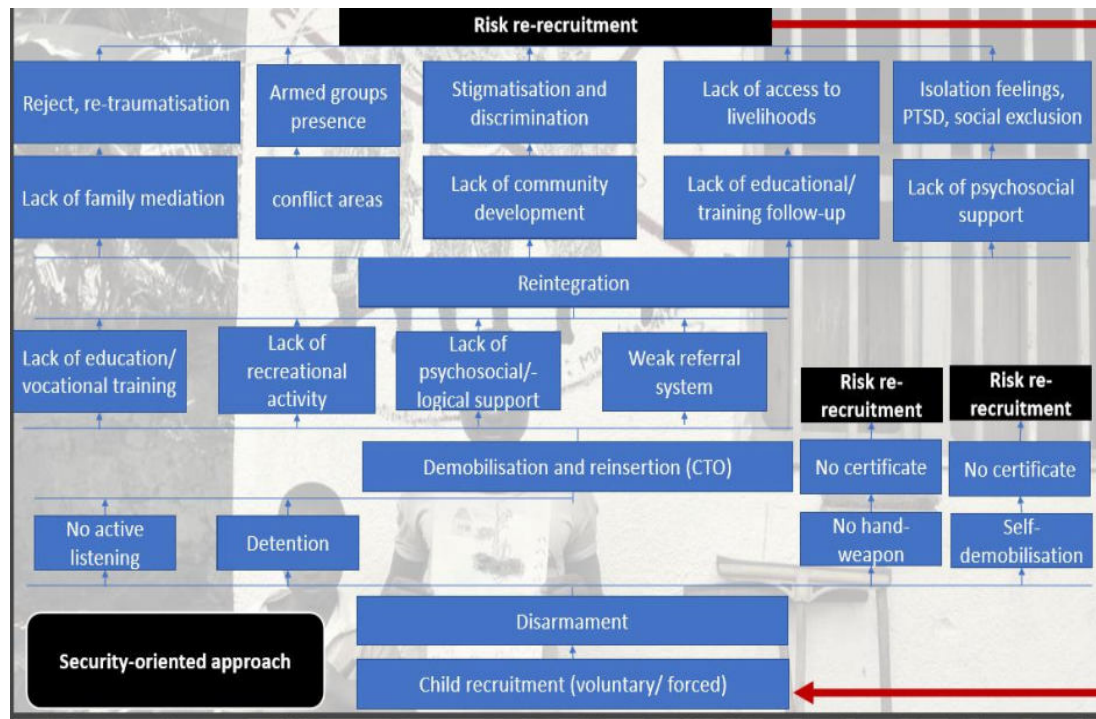 Risk re-recruitment
Reject, re-traumatisation
Armed groups
presence
Stigmatisation and
discrimination
Lack of access to
livelihoods
Isolation feelings,
PTSD, social exclusion
Lack of family mediation
conflict areas
Lack of community
development
Lack of educational/
training follow-up
Lack of psychosocial
support
Reintegration
Lack of education/
vocational training
Lack of
recreational
activity
Lack of
psychosocial/-
logical support
Weak referral
system
Risk re-
recruitment
Risk re-
recruitment
Demobilisation and reinsertion (CTO)
No certificate
No certificate
No active
listening
Detention
No hand-
weapon
Self-
demobilisation
Disarmament
Security-oriented approach
Child recruitment (voluntary/ forced)